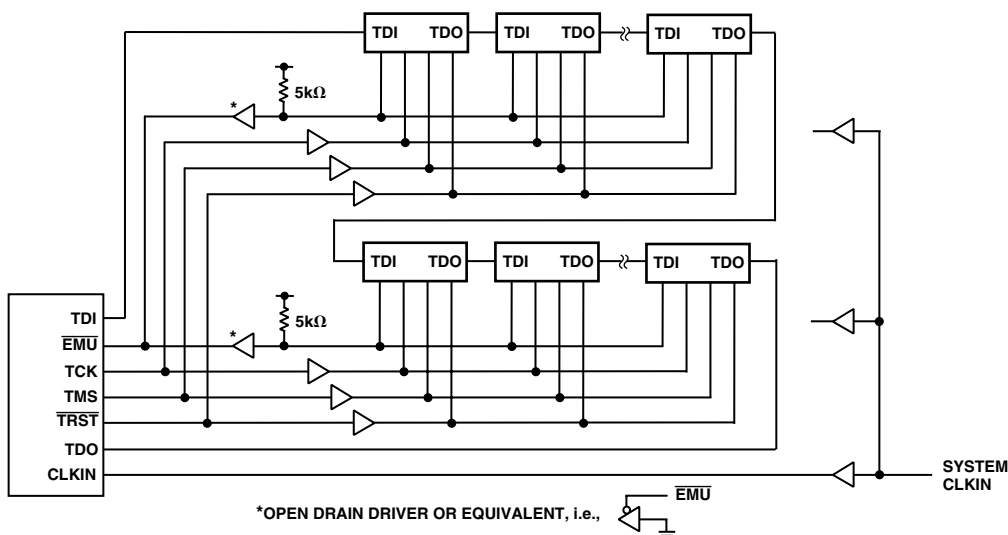 TDI TDO TDI TDO TDI TDO
*
5kΩ
TDI TDO TDI TDO TDI TDO
*
5kΩ
TDI
EMU
TCK
TMS
TRST
TDO
CLKIN
SYSTEM
CLKIN
EMU
*OPEN DRAIN DRIVER OR EQUIVALENT, i.e.,